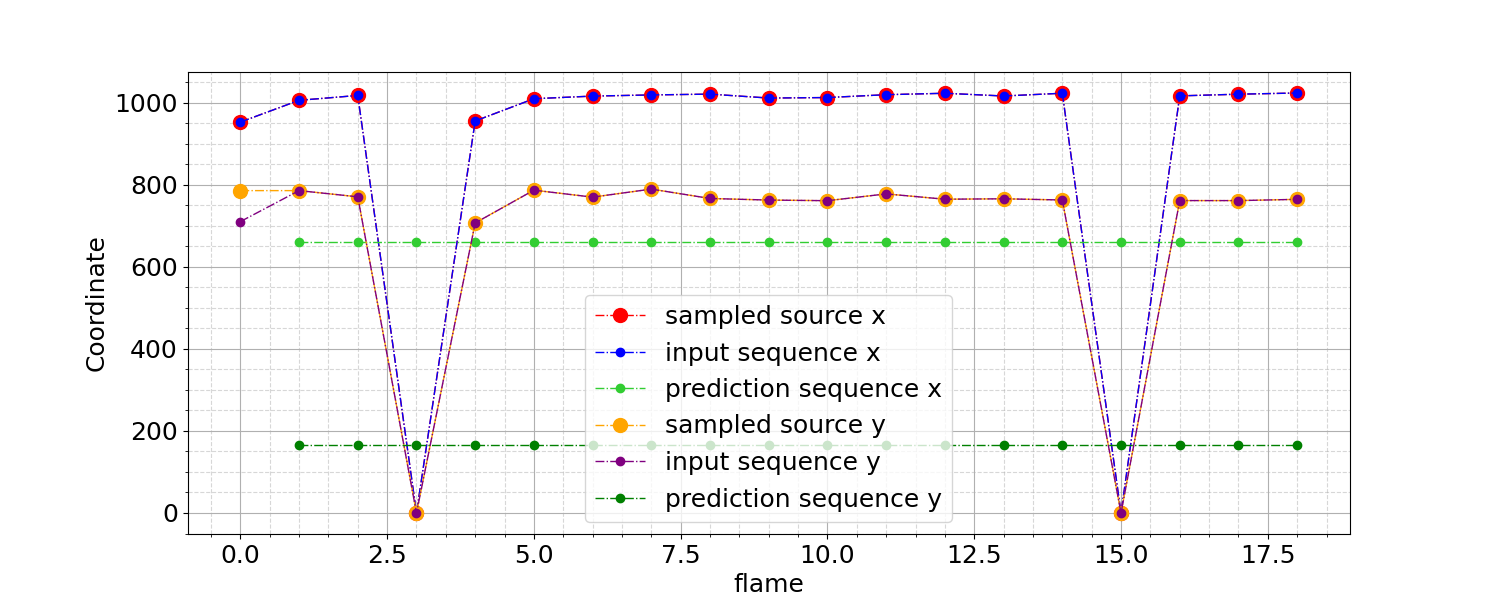 1000
800
600
400
200
0
Coordinate
sampled source x
input sequence x
prediction sequence x
sampled source y
input sequence y
prediction sequence y
0.0 2.5 5.0 7.5 10.0 12.5 15.0 17.5
flame